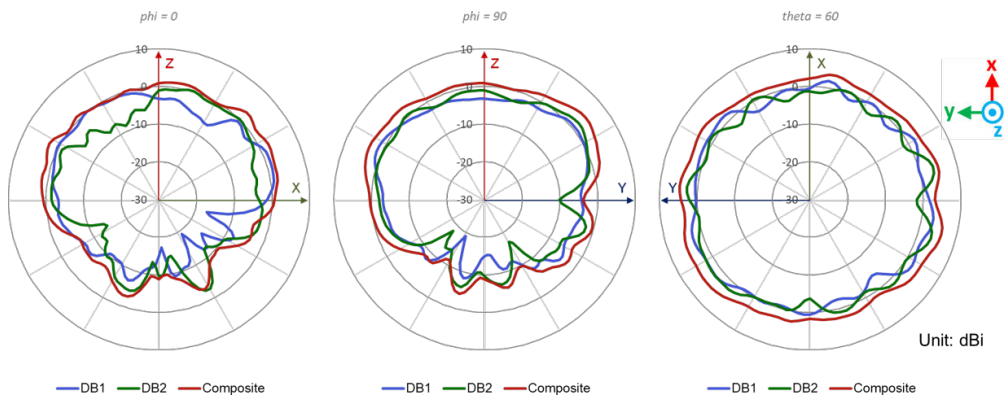 phi = 0
phi = 90
theta = 60
10
Z
0
-10
-20
-30
X
10
Z
0
-10
-20
-30
Y
10
X
0
-10
-20
-30
Y
x
y
z
Unit: dBi
DB1 DB2 Composite
DB1 DB2 Composite
DB1 DB2 Composite